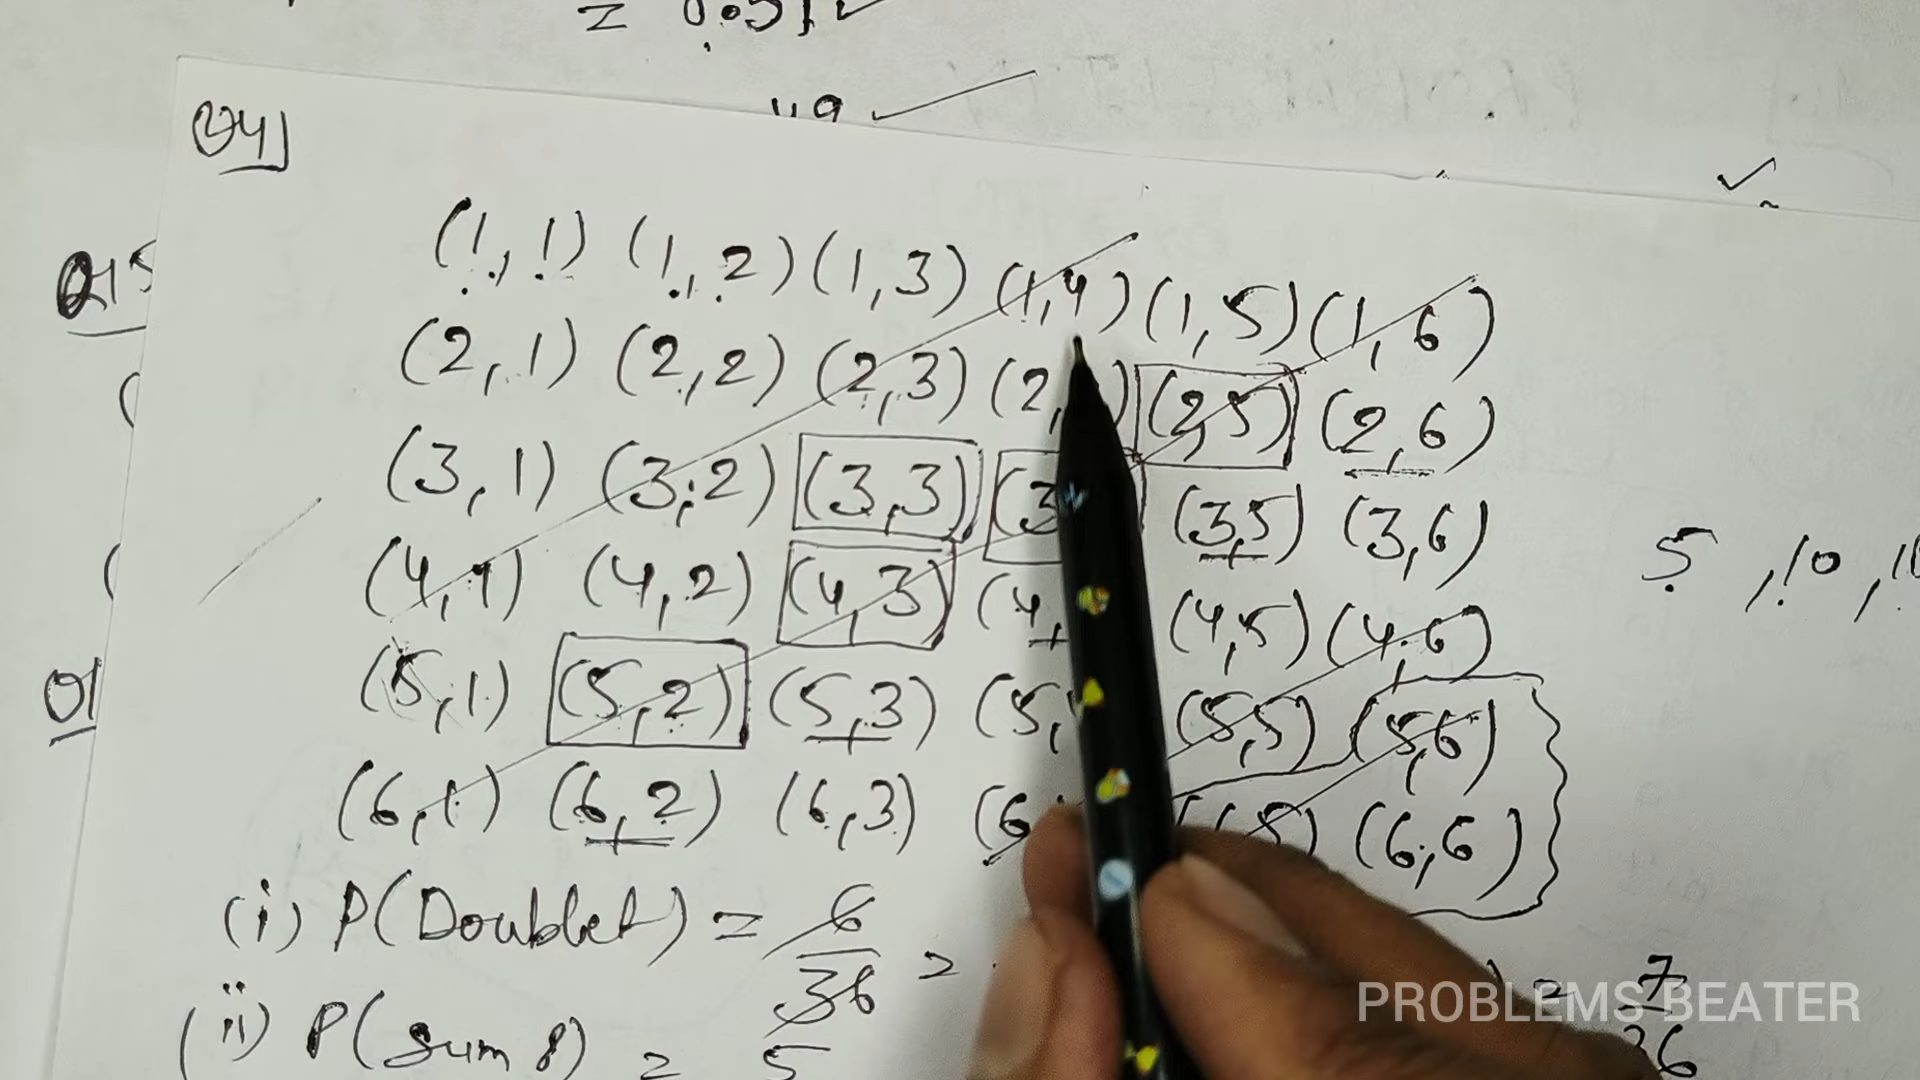 = 0.51
49
Q4]
(1,1) (1,2) (1,3) (1,4) (1,5) (1,6)
(2,1) (2,2) (2,3) (2, ) (2,5) (2,6)
(3,1) (3,2) (3,3) (3 (3,5) (3,6)
(4,1) (4,2) (4,3) (4, (4,5) (4,6)
(5,1) (5,2) (5,3) (5, (5,5) (5,6)
(6,1) (6,2) (6,3) (6 ,5) (6,6)
5, 10,
Q15
(i) P(Doublet) = 6/36 =
(ii) P(sum 8) = 5
= 7/36
PROBLEMS BEATER